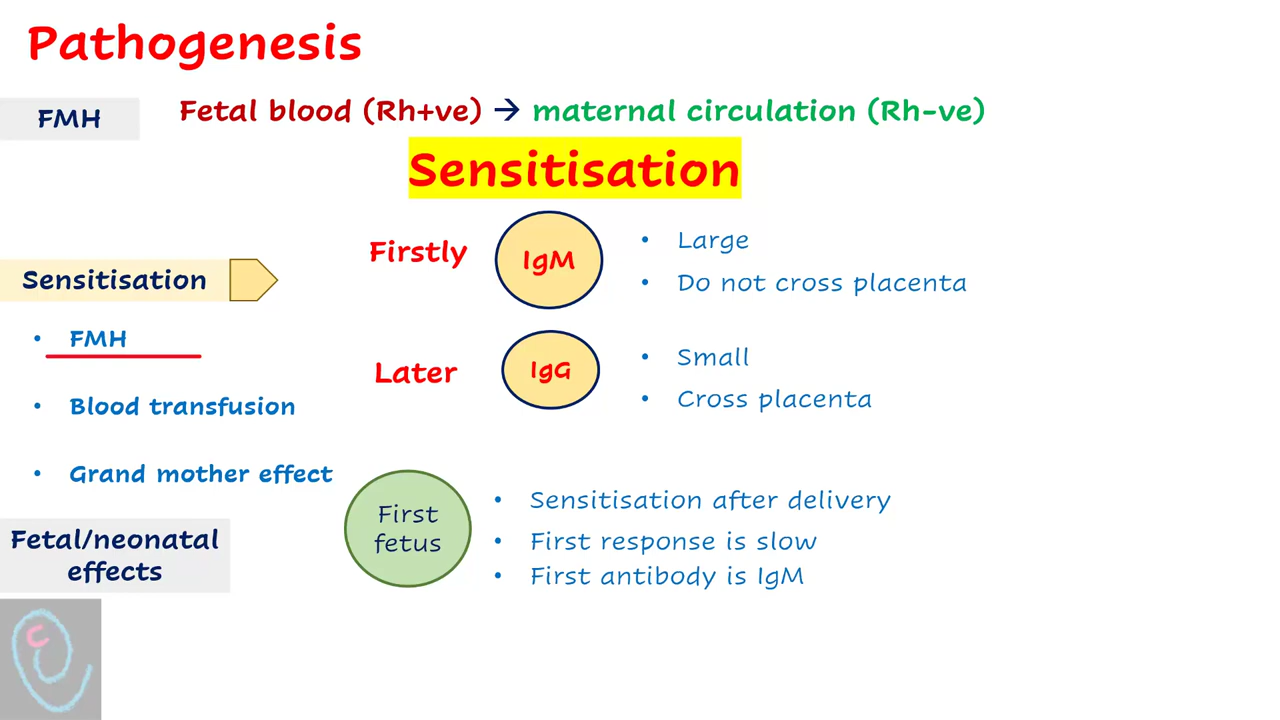 Pathogenesis
FMH
Fetal blood (Rh+ve) → maternal circulation (Rh-ve)
Sensitisation
Firstly
IgM
• Large
• Do not cross placenta
Sensitisation
• FMH
• Blood transfusion
• Grand mother effect
Later
IgG
• Small
• Cross placenta
First
fetus
• Sensitisation after delivery
• First response is slow
• First antibody is IgM
Fetal/neonatal
effects